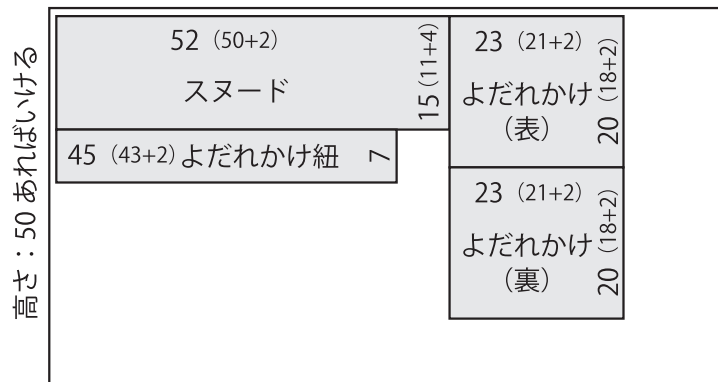 高さ：50 あればいける
52（50+2）
スヌード
15（11+4）
45（43+2）よだれかけ紐
7
23（21+2）
よだれかけ
（表）
20（18+2）
23（21+2）
よだれかけ
（裏）
20（18+2）